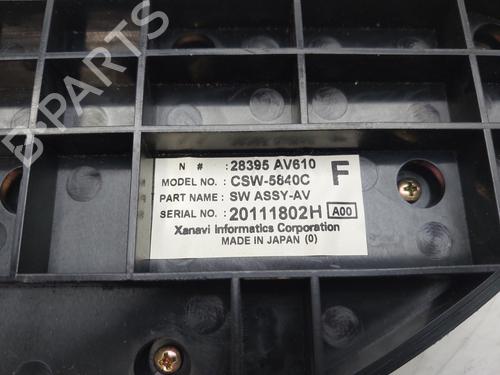 B PARTS
N #: 28395 AV610
F
MODEL NO.: CSW-5840C
PART NAME: SW ASSY-AV
SERIAL NO.: 20111802H A00
Xanavi Informatics Corporation
MADE IN JAPAN (0)